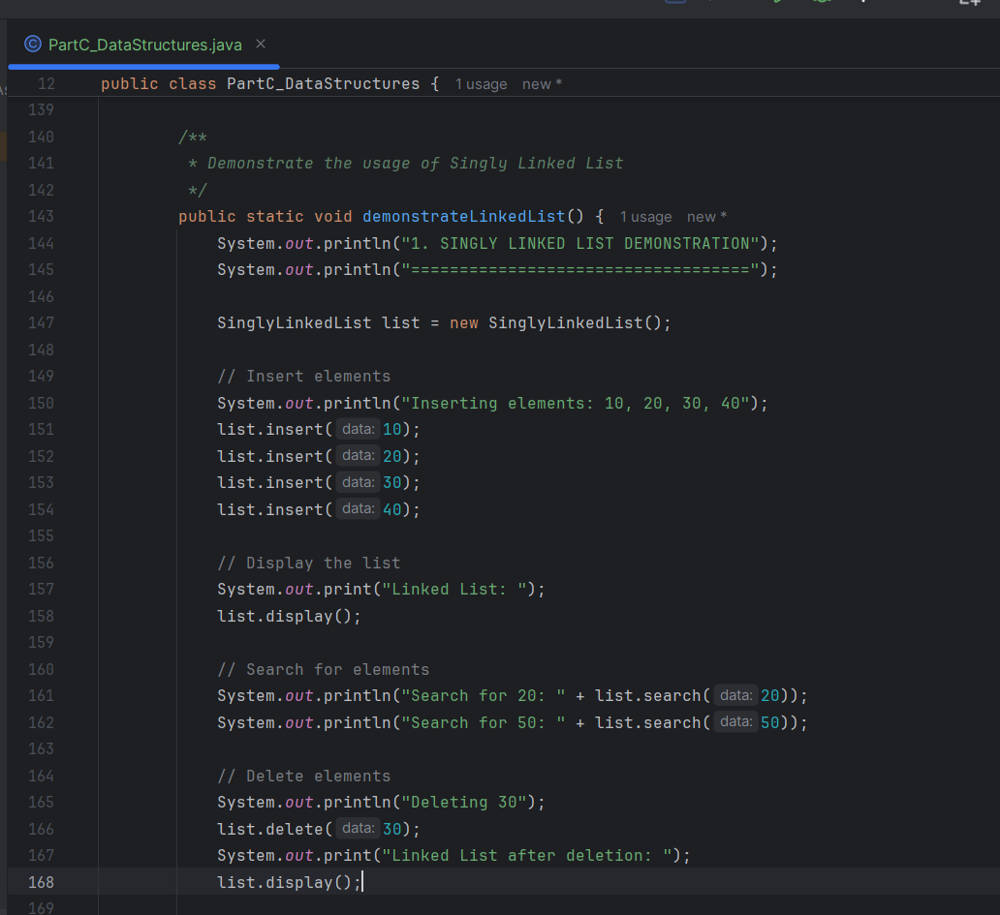 PartC_DataStructures.java
12 public class PartC_DataStructures { 1 usage new *
139
140 /**
141 * Demonstrate the usage of Singly Linked List
142 */
143 public static void demonstrateLinkedList() { 1 usage new *
144 System.out.println("1. SINGLY LINKED LIST DEMONSTRATION");
145 System.out.println("===================================");
146
147 SinglyLinkedList list = new SinglyLinkedList();
148
149 // Insert elements
150 System.out.println("Inserting elements: 10, 20, 30, 40");
151 list.insert( data: 10);
152 list.insert( data: 20);
153 list.insert( data: 30);
154 list.insert( data: 40);
155
156 // Display the list
157 System.out.print("Linked List: ");
158 list.display();
159
160 // Search for elements
161 System.out.println("Search for 20: " + list.search( data: 20));
162 System.out.println("Search for 50: " + list.search( data: 50));
163
164 // Delete elements
165 System.out.println("Deleting 30");
166 list.delete( data: 30);
167 System.out.print("Linked List after deletion: ");
168 list.display();
169